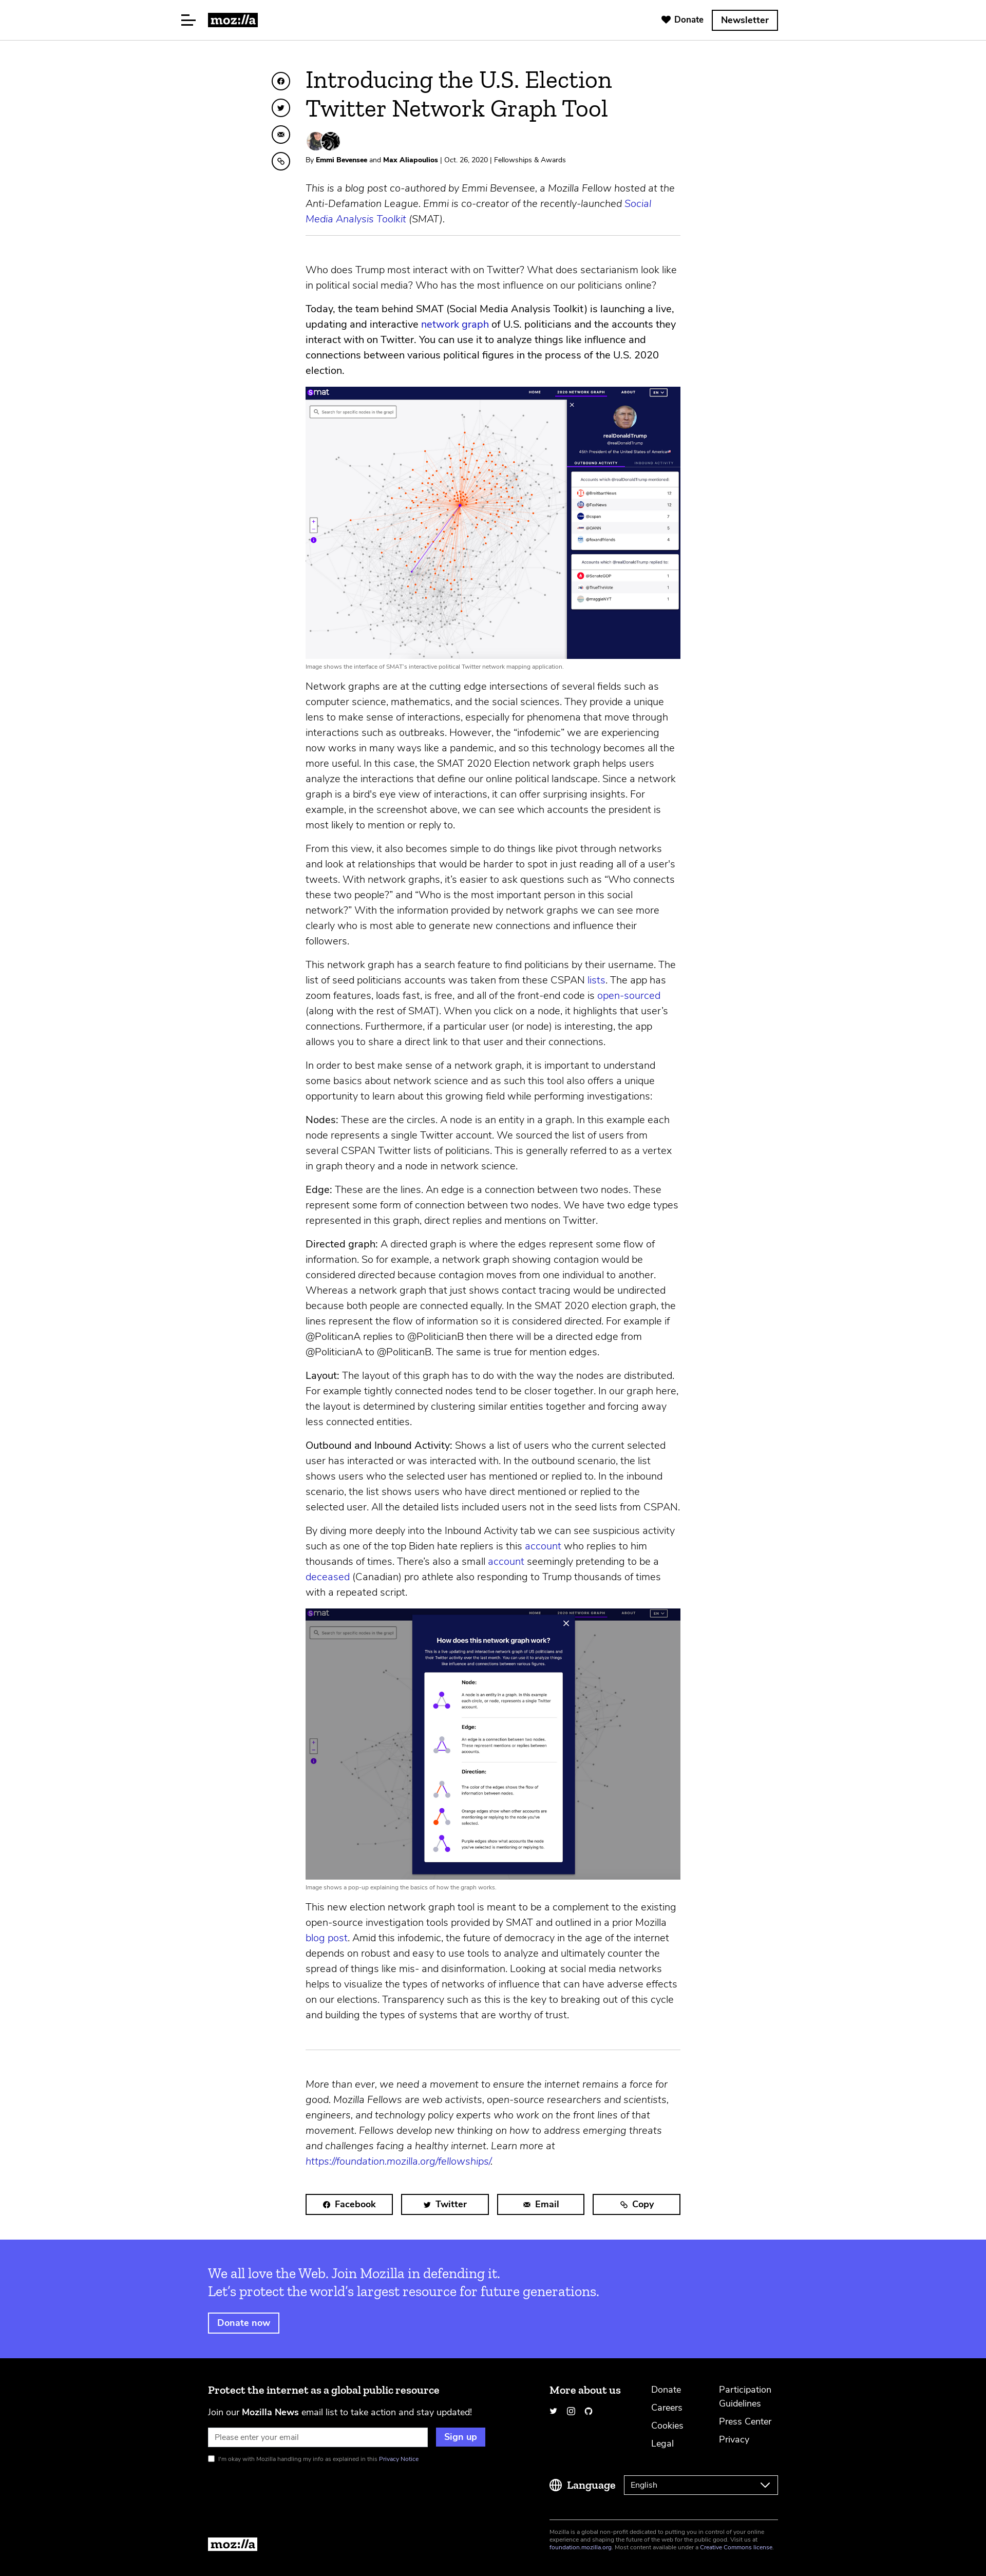 moz://a
Donate
Newsletter
Introducing the U.S. Election
Twitter Network Graph Tool
By Emmi Bevensee and Max Aliapoulios | Oct. 26, 2020 | Fellowships & Awards
This is a blog post co-authored by Emmi Bevensee, a Mozilla Fellow hosted at the
Anti-Defamation League. Emmi is co-creator of the recently-launched Social
Media Analysis Toolkit (SMAT).
Who does Trump most interact with on Twitter? What does sectarianism look like
in political social media? Who has the most influence on our politicians online?
Today, the team behind SMAT (Social Media Analysis Toolkit) is launching a live,
updating and interactive network graph of U.S. politicians and the accounts they
interact with on Twitter. You can use it to analyze things like influence and
connections between various political figures in the process of the U.S. 2020
election.
smat
HOME
2020 NETWORK GRAPH
ABOUT
EN
Search for specific nodes in the graph
realDonaldTrump
@realDonaldTrump
45th President of the United States of America
OUTBOUND ACTIVITY
INBOUND ACTIVITY
Accounts which @realDonaldTrump mentioned:
@BreitbartNews 13
@FoxNews 12
@cspan 7
@OANN 5
@foxandfriends 4
Accounts which @realDonaldTrump replied to:
@SenateGOP 1
@ThatTimVote 1
@maggieNYT 1
Image shows the interface of SMAT's interactive political Twitter network mapping application.
Network graphs are at the cutting edge intersections of several fields such as
computer science, mathematics, and the social sciences. They provide a unique
lens to make sense of interactions, especially for phenomena that move through
interactions such as outbreaks. However, the “infodemic” we are experiencing
now works in many ways like a pandemic, and so this technology becomes all the
more useful. In this case, the SMAT 2020 Election network graph helps users
analyze the interactions that define our online political landscape. Since a network
graph is a bird's eye view of interactions, it can offer surprising insights. For
example, in the screenshot above, we can see which accounts the president is
most likely to mention or reply to.
From this view, it also becomes simple to do things like pivot through networks
and look at relationships that would be harder to spot in just reading all of a user's
tweets. With network graphs, it’s easier to ask questions such as “Who connects
these two people?” and “Who is the most important person in this social
network?” With the information provided by network graphs we can see more
clearly who is most able to generate new connections and influence their
followers.
This network graph has a search feature to find politicians by their username. The
list of seed politicians accounts was taken from these CSPAN lists. The app has
zoom features, loads fast, is free, and all of the front-end code is open-sourced
(along with the rest of SMAT). When you click on a node, it highlights that user’s
connections. Furthermore, if a particular user (or node) is interesting, the app
allows you to share a direct link to that user and their connections.
In order to best make sense of a network graph, it is important to understand
some basics about network science and as such this tool also offers a unique
opportunity to learn about this growing field while performing investigations:
Nodes: These are the circles. A node is an entity in a graph. In this example each
node represents a single Twitter account. We sourced the list of users from
several CSPAN Twitter lists of politicians. This is generally referred to as a vertex
in graph theory and a node in network science.
Edge: These are the lines. An edge is a connection between two nodes. These
represent some form of connection between two nodes. We have two edge types
represented in this graph, direct replies and mentions on Twitter.
Directed graph: A directed graph is where the edges represent some flow of
information. So for example, a network graph showing contagion would be
considered directed because contagion moves from one individual to another.
Whereas a network graph that just shows contact tracing would be undirected
because both people are connected equally. In the SMAT 2020 election graph, the
lines represent the flow of information so it is considered directed. For example if
@PoliticanA replies to @PoliticianB then there will be a directed edge from
@PoliticianA to @PoliticanB. The same is true for mention edges.
Layout: The layout of this graph has to do with the way the nodes are distributed.
For example tightly connected nodes tend to be closer together. In our graph here,
the layout is determined by clustering similar entities together and forcing away
less connected entities.
Outbound and Inbound Activity: Shows a list of users who the current selected
user has interacted or was interacted with. In the outbound scenario, the list
shows users who the selected user has mentioned or replied to. In the inbound
scenario, the list shows users who have direct mentioned or replied to the
selected user. All the detailed lists included users not in the seed lists from CSPAN.
By diving more deeply into the Inbound Activity tab we can see suspicious activity
such as one of the top Biden hate repliers is this account who replies to him
thousands of times. There’s also a small account seemingly pretending to be a
deceased (Canadian) pro athlete also responding to Trump thousands of times
with a repeated script.
smat
HOME
2020 NETWORK GRAPH
ABOUT
EN
Search for specific nodes in the graph
How does this network graph work?
This is a live updating and interactive network graph of US politicians and
their Twitter activity over the last month. You can use it to analyze things
like influence and connections between various figures.
Node:
A node is an entity in a graph. In this example
each circle, or node, represents a single Twitter
account.
Edge:
An edge is a connection between two nodes.
These represent mentions or replies between
accounts.
Direction:
The color of the edges shows the flow of
information between nodes.
Orange edges show when other accounts are
mentioning or replying to the node you've
selected.
Purple edges show what accounts the node
you've selected is mentioning or replying to.
Image shows a pop-up explaining the basics of how the graph works.
This new election network graph tool is meant to be a complement to the existing
open-source investigation tools provided by SMAT and outlined in a prior Mozilla
blog post. Amid this infodemic, the future of democracy in the age of the internet
depends on robust and easy to use tools to analyze and ultimately counter the
spread of things like mis- and disinformation. Looking at social media networks
helps to visualize the types of networks of influence that can have adverse effects
on our elections. Transparency such as this is the key to breaking out of this cycle
and building the types of systems that are worthy of trust.
More than ever, we need a movement to ensure the internet remains a force for
good. Mozilla Fellows are web activists, open-source researchers and scientists,
engineers, and technology policy experts who work on the front lines of that
movement. Fellows develop new thinking on how to address emerging threats
and challenges facing a healthy internet. Learn more at
https://foundation.mozilla.org/fellowships/.
Facebook
Twitter
Email
Copy
We all love the Web. Join Mozilla in defending it.
Let’s protect the world’s largest resource for future generations.
Donate now
Protect the internet as a global public resource
Join our Mozilla News email list to take action and stay updated!
Please enter your email
Sign up
I'm okay with Mozilla handling my info as explained in this Privacy Notice
More about us
Donate
Careers
Cookies
Legal
Participation
Guidelines
Press Center
Privacy
Language
English
moz://a
Mozilla is a global non-profit dedicated to putting you in control of your online
experience and shaping the future of the web for the public good. Visit us at
foundation.mozilla.org. Most content available under a Creative Commons license.